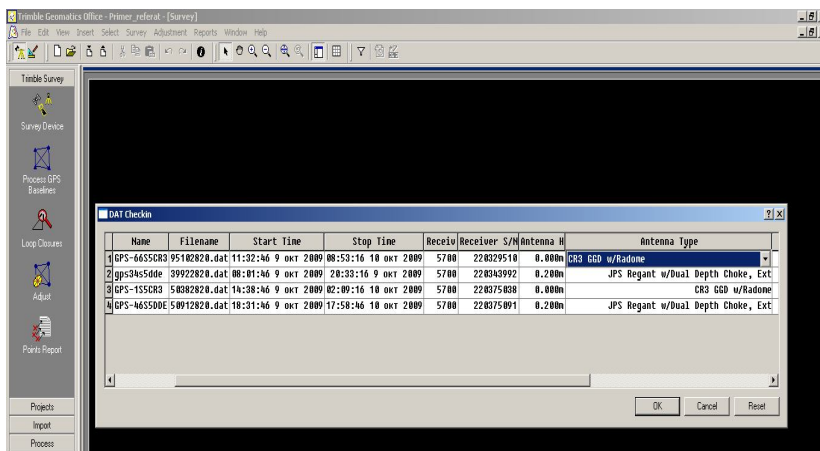 Trimble Geomatics Office - Primer_referat - [Survey]
File Edit View Insert Select Survey Adjustment Reports Window Help
Trimble Survey
Survey Device
Process GPS
Baselines
Loop Closures
Adjust
Points Report
Projects
Import
Process
DAT Checkin
Name Filename Start Time Stop Time Receiv Receiver S/N Antenna H Antenna Type
1 GPS-66S5CR3 95102820.dat 11:32:46 9 окт 2009 08:53:16 10 окт 2009 5700 220329510 0.000m CR3 GGD w/Radone
2 gps34s5dde 39922820.dat 08:01:46 9 окт 2009 20:33:16 9 окт 2009 5700 220343992 0.200m JPS Regant w/Dual Depth Choke, Ext
3 GPS-1S5CR3 50382820.dat 14:38:46 9 окт 2009 02:09:16 10 окт 2009 5700 220375038 0.000m CR3 GGD w/Radone
4 GPS-46S5DDE 50912820.dat 18:31:46 9 окт 2009 17:58:46 10 окт 2009 5700 220375091 0.200m JPS Regant w/Dual Depth Choke, Ext
OK Cancel Reset